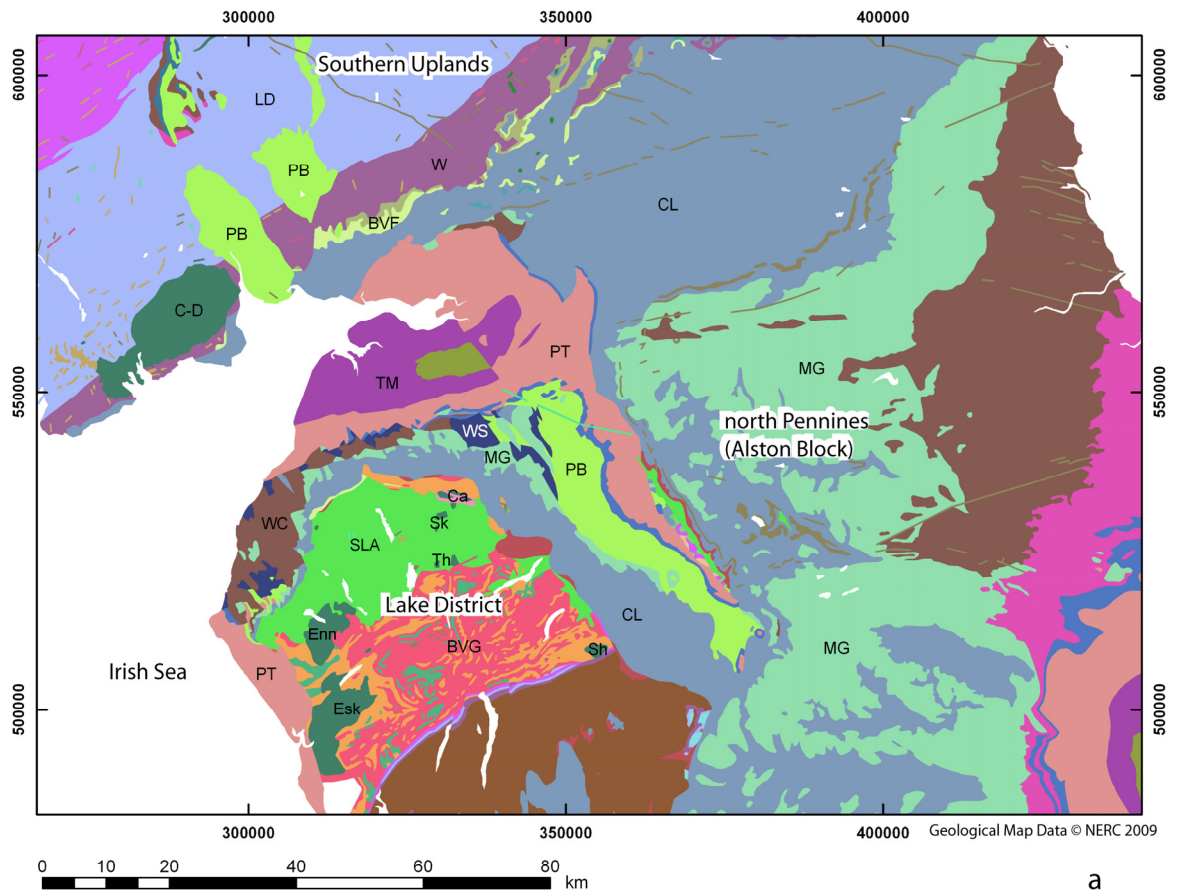 300000 350000 400000
600000 600000
Southern Uplands
LD
PB
W
CL
BVF
PB
C-D
PT
MG
TM
5500000 5500000
north Pennines
(Alston Block)
WS
MG
PB
Ca
WC
Sk
SLA
Th
Lake District
CL
Enn
BVG
Sh
MG
Irish Sea
PT
Esk
500000 500000
300000 350000 400000
Geological Map Data © NERC 2009
0 10 20 40 60 80
km
a